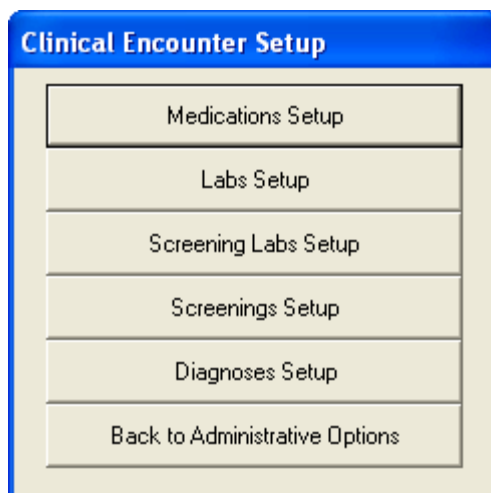 Clinical Encounter Setup
Medications Setup
Labs Setup
Screening Labs Setup
Screenings Setup
Diagnoses Setup
Back to Administrative Options